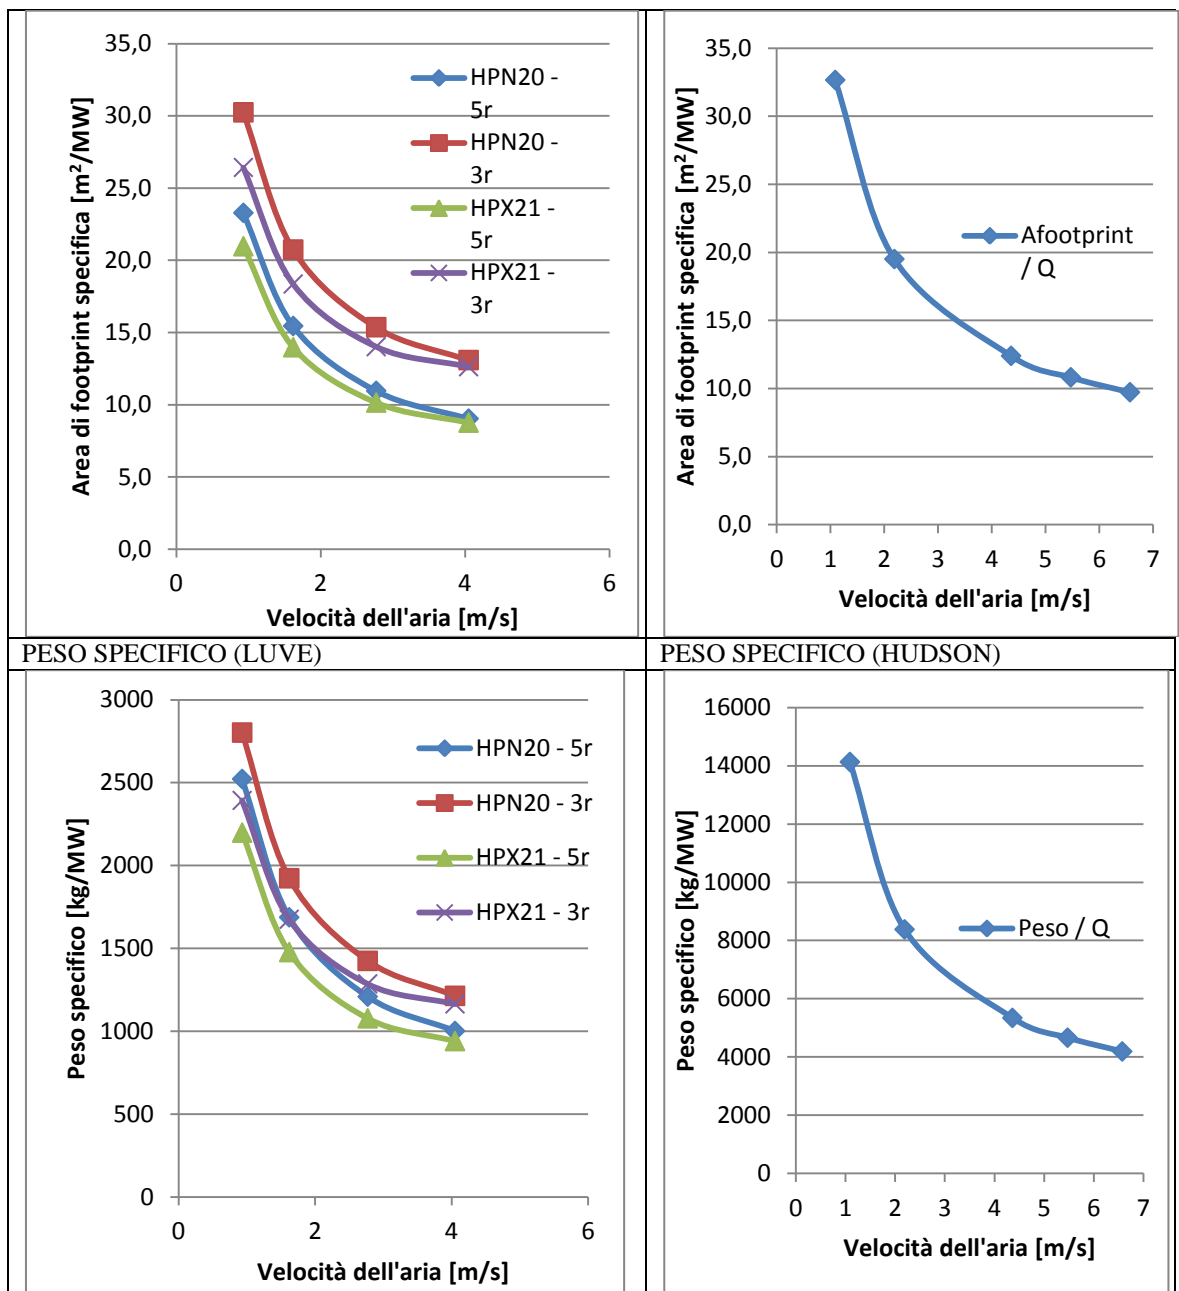 Area di footprint specifica [m²/MW]
35,0
30,0
25,0
20,0
15,0
10,0
5,0
0,0
0
2
4
6
Velocità dell'aria [m/s]
HPN20 -
5r
HPN20 -
3r
HPX21 -
5r
HPX21 -
3r
Area di footprint specifica [m²/MW]
35,0
30,0
25,0
20,0
15,0
10,0
5,0
0,0
0
1
2
3
4
5
6
7
Velocità dell'aria [m/s]
Afootprint
/ Q
PESO SPECIFICO (LUVE)
PESO SPECIFICO (HUDSON)
Peso specifico [kg/MW]
3000
2500
2000
1500
1000
500
0
0
2
4
6
Velocità dell'aria [m/s]
HPN20 - 5r
HPN20 - 3r
HPX21 - 5r
HPX21 - 3r
Peso specifico [kg/MW]
16000
14000
12000
10000
8000
6000
4000
2000
0
0
1
2
3
4
5
6
7
Velocità dell'aria [m/s]
Peso / Q